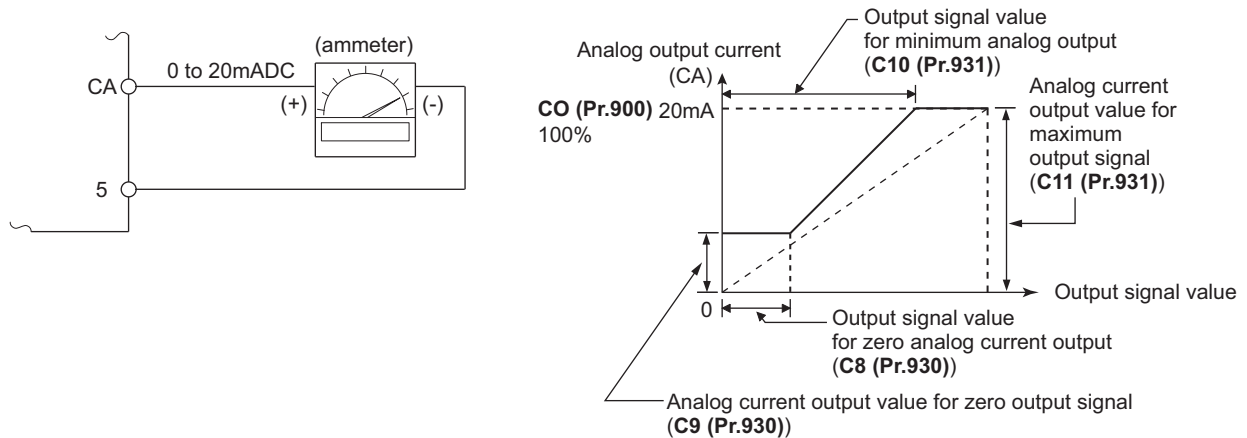 (ammeter)
0 to 20mADC
CA
(+)
(-)
5
Output signal value
for minimum analog output
(C10 (Pr.931))
Analog output current
(CA)
CO (Pr.900) 20mA
100%
Analog current
output value for
maximum
output signal
(C11 (Pr.931))
0
Output signal value
Output signal value
for zero analog current output
(C8 (Pr.930))
Analog current output value for zero output signal
(C9 (Pr.930))